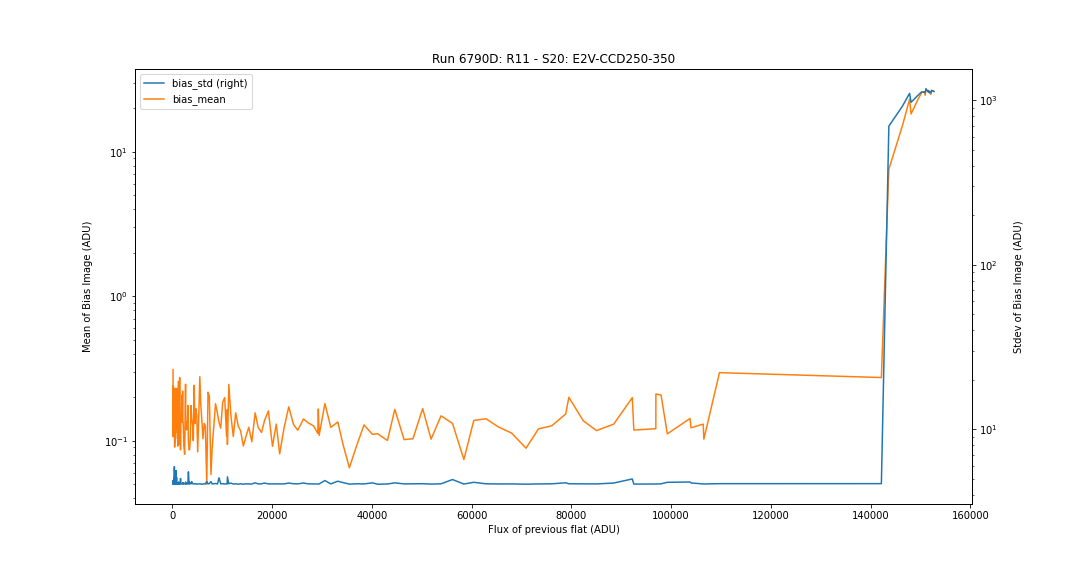 Run 6790D: R11 - S20: E2V-CCD250-350
bias_std (right)
bias_mean
Mean of Bias Image (ADU)
10¹
10⁰
10⁻¹
10³
10²
10¹
Stdev of Bias Image (ADU)
0 20000 40000 60000 80000 100000 120000 140000 160000
Flux of previous flat (ADU)